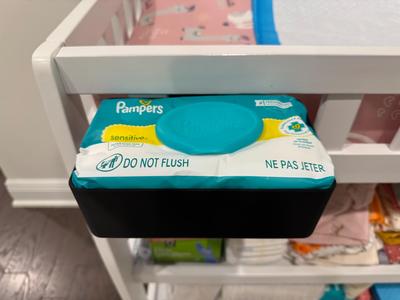 Pampers
sensitive
DO NOT FLUSH
NE PAS JETER